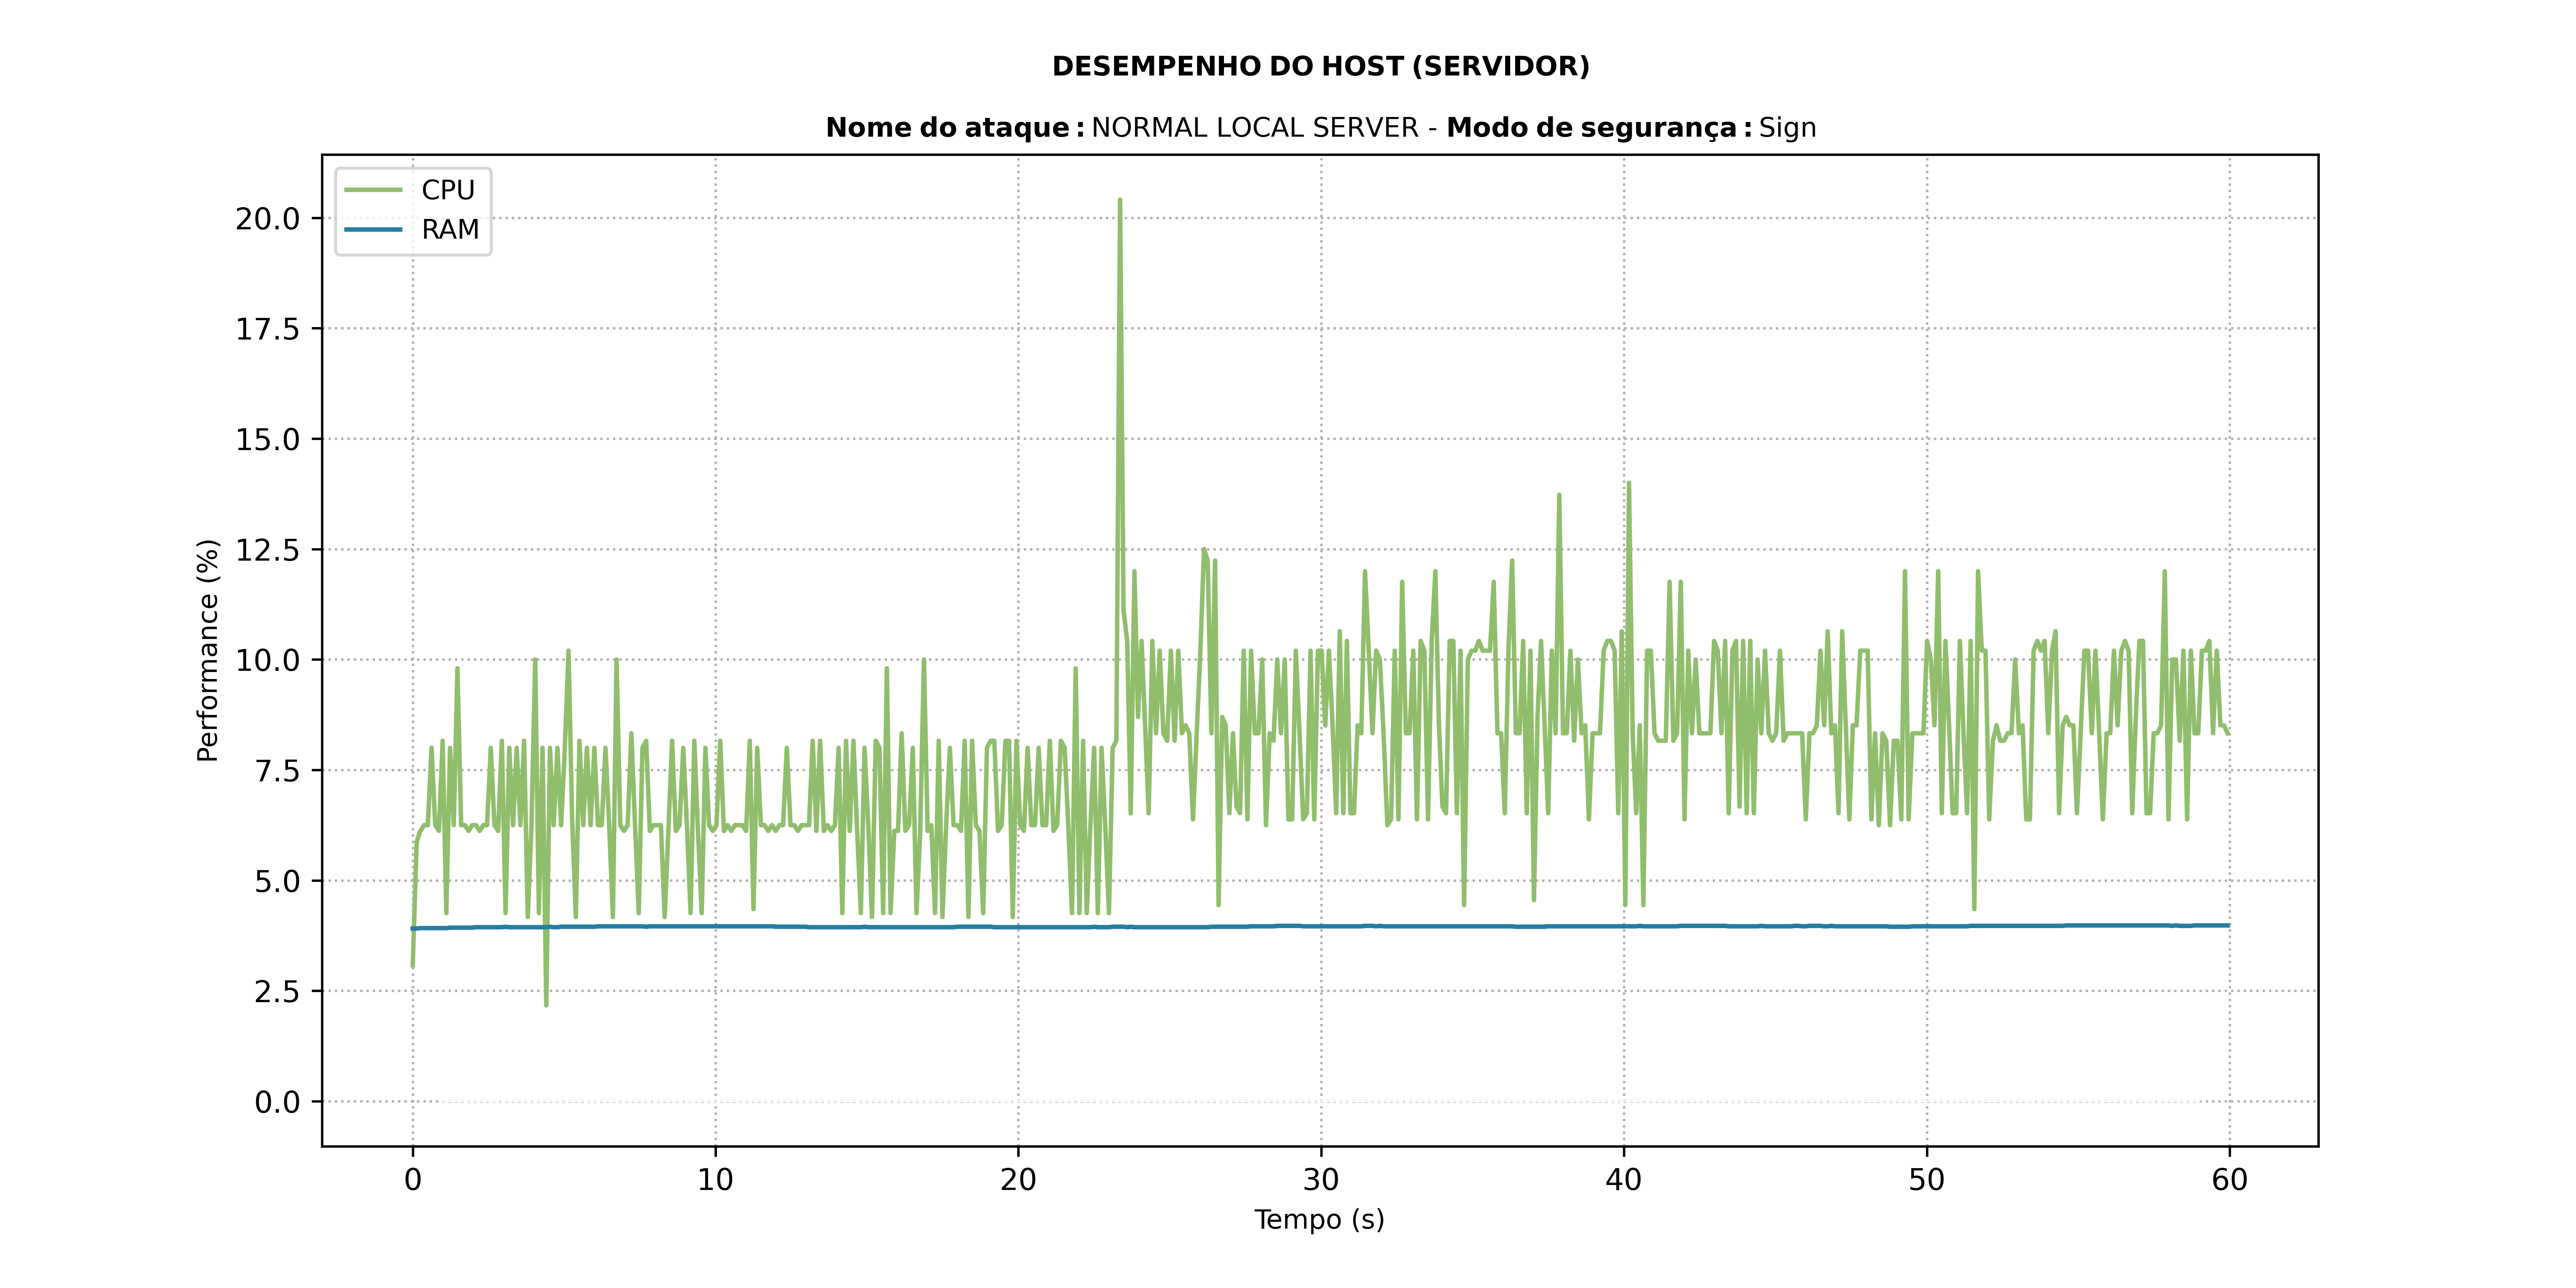 DESEMPENHO DO HOST (SERVIDOR)
Nome do ataque: NORMAL LOCAL SERVER - Modo de segurança: Sign
CPU
RAM
20.0
17.5
15.0
12.5
10.0
7.5
5.0
2.5
0.0
Performance (%)
0 10 20 30 40 50 60
Tempo (s)